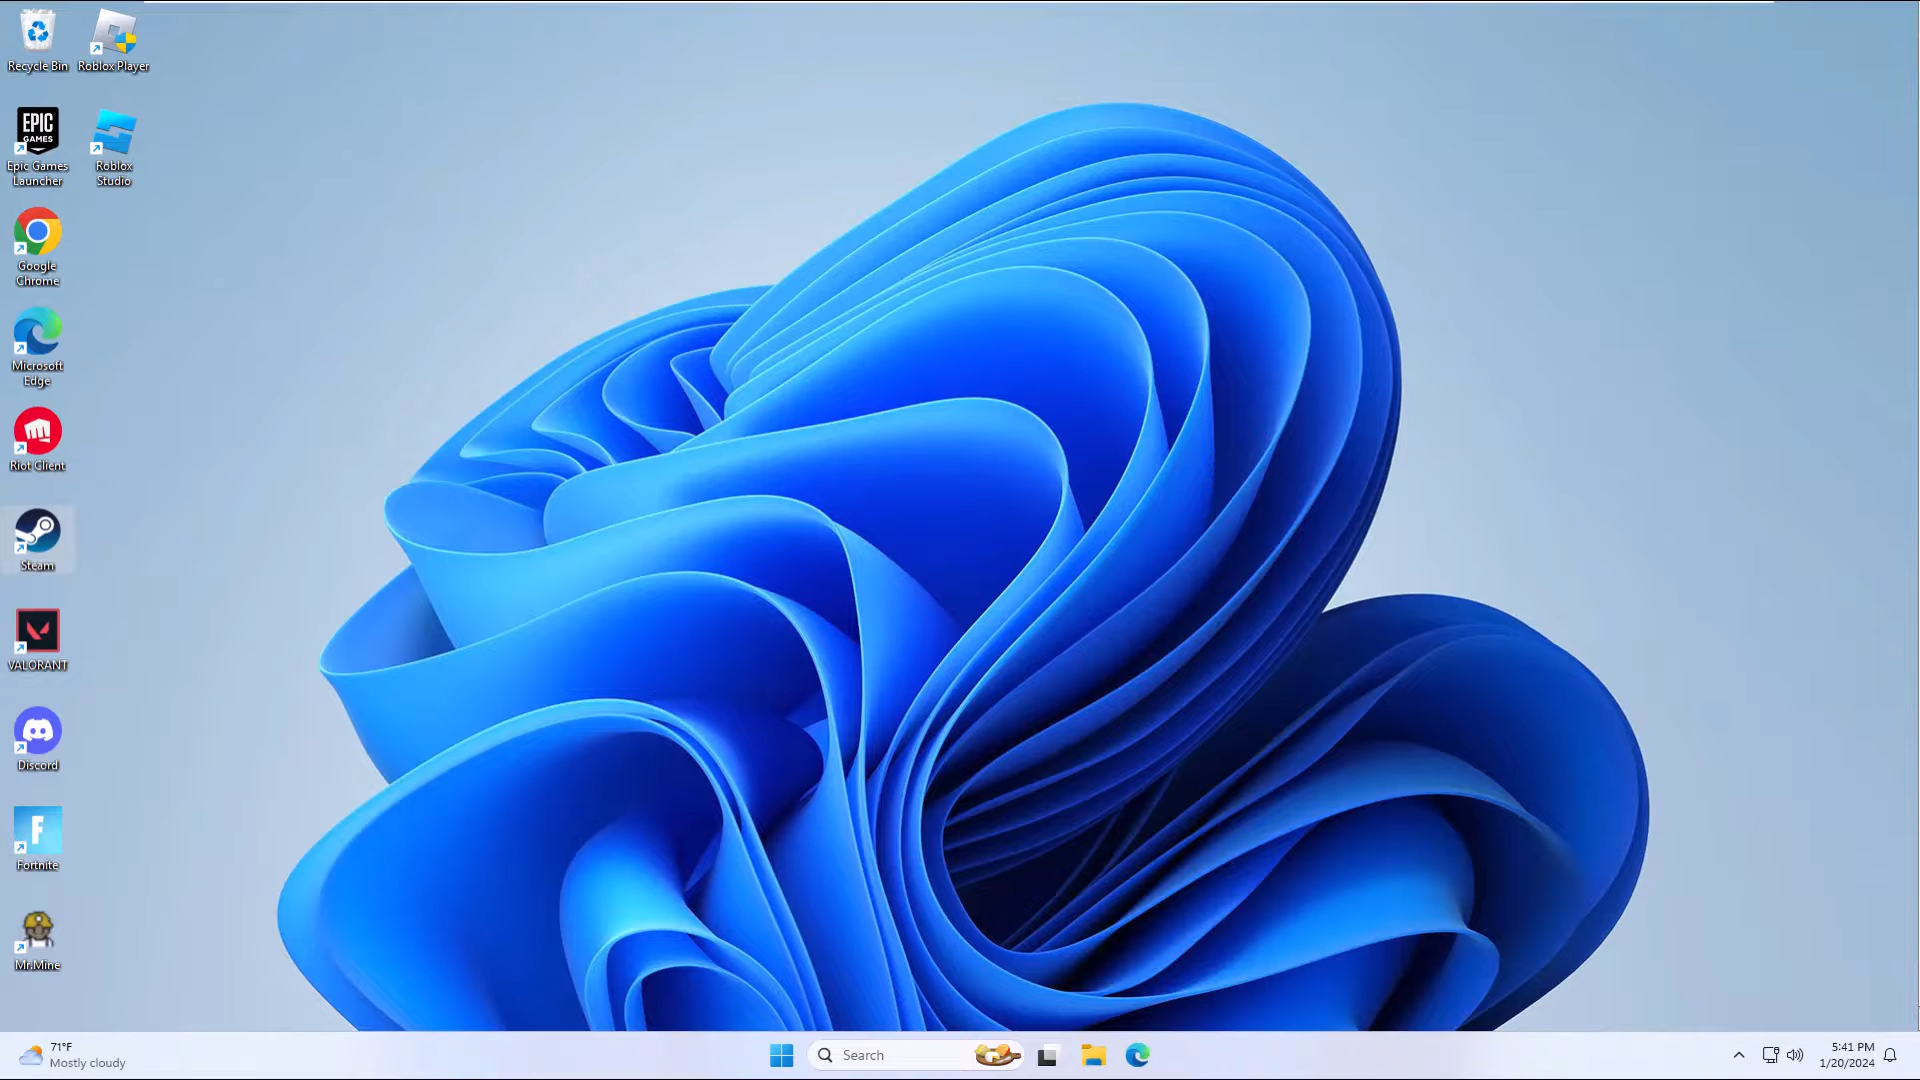 Recycle Bin
Roblox Player
EPIC
GAMES
Epic Games
Launcher
Roblox
Studio
Google
Chrome
Microsoft
Edge
Riot Client
Steam
VALORANT
Discord
F
Fortnite
Mr.Mine
71°F
Mostly cloudy
Search
5:41 PM
1/20/2024